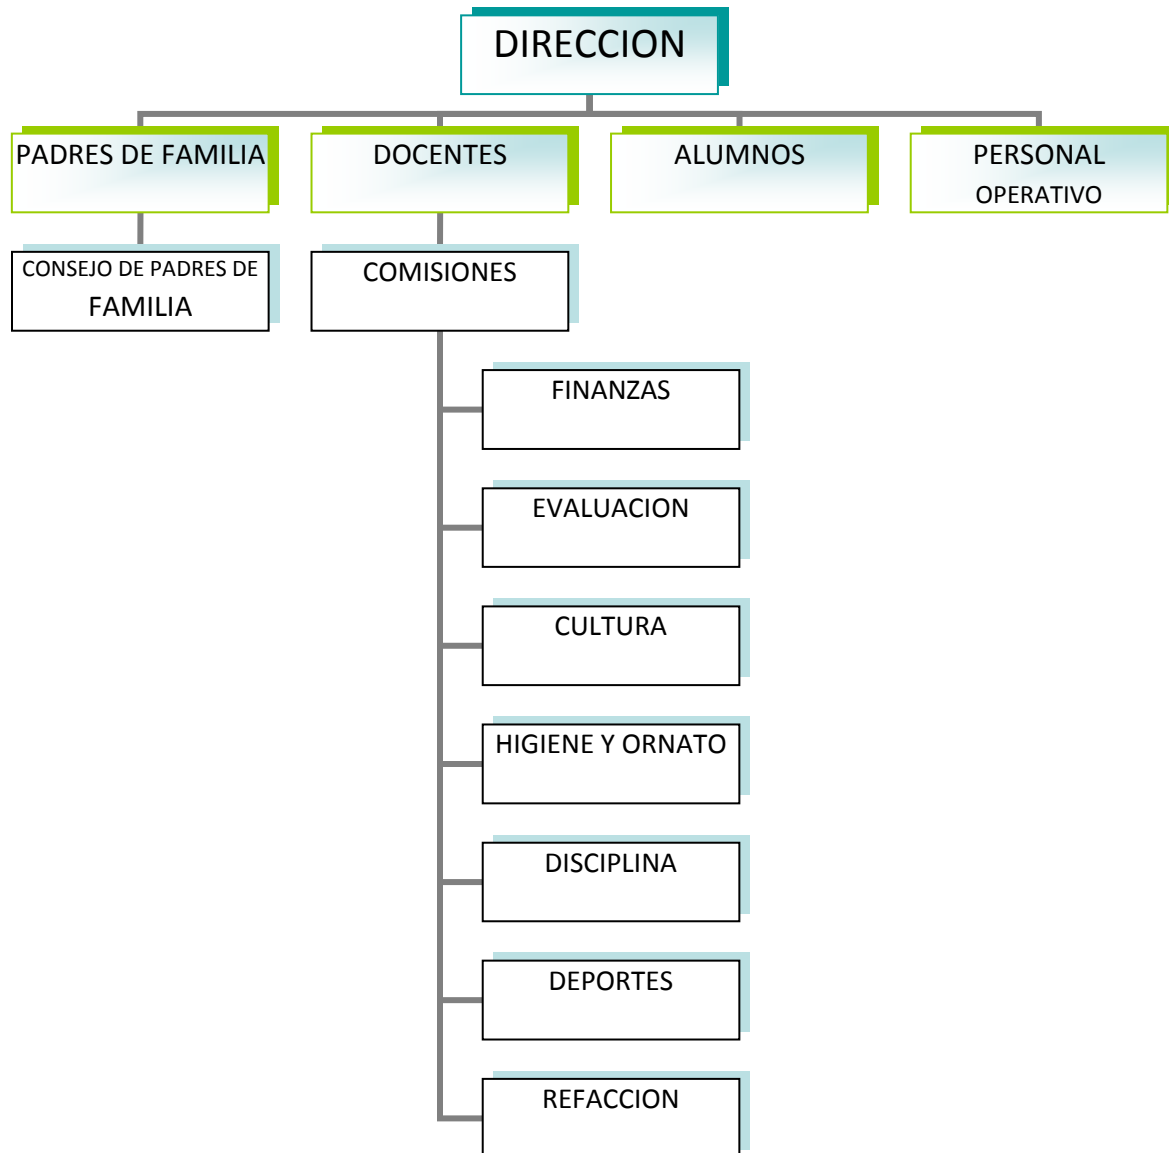 DIRECCION
PADRES DE FAMILIA
DOCENTES
ALUMNOS
PERSONAL
OPERATIVO
CONSEJO DE PADRES DE
FAMILIA
COMISIONES
FINANZAS
EVALUACION
CULTURA
HIGIENE Y ORNATO
DISCIPLINA
DEPORTES
REFACCION